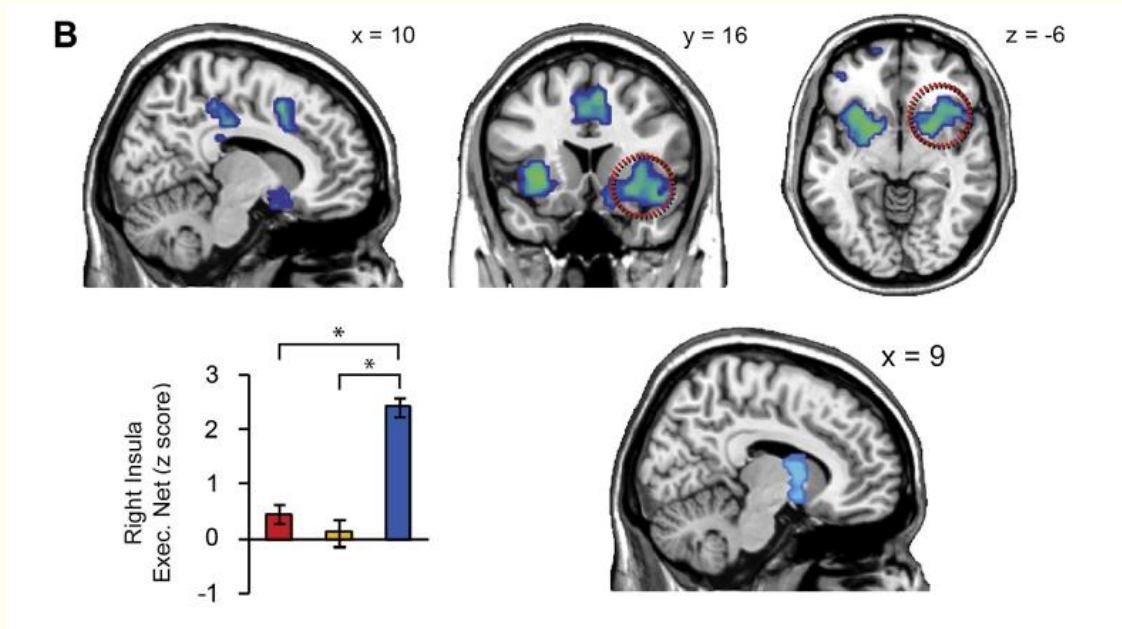 B
x = 10
y = 16
z = -6
*
*
3
2
1
0
-1
Right Insula
Exec. Net (z score)
x = 9